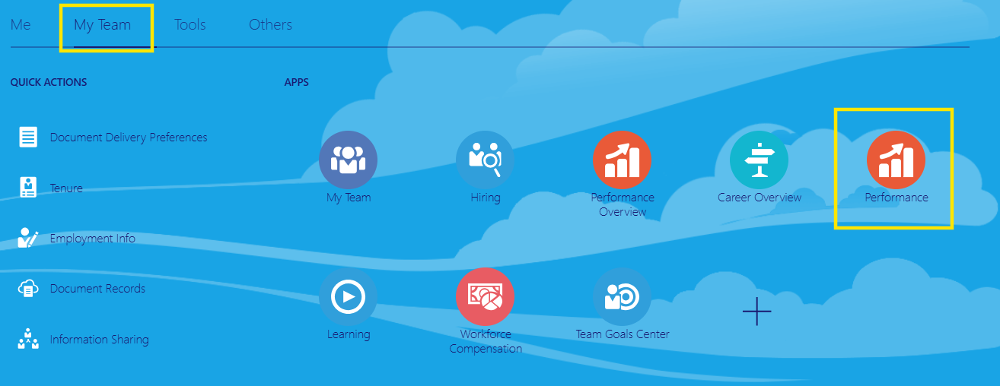 Me
My Team
Tools
Others
QUICK ACTIONS
APPS
Document Delivery Preferences
Tenure
Employment Info
Document Records
Information Sharing
My Team
Hiring
Performance
Overview
Career Overview
Performance
Learning
Workforce
Compensation
Team Goals Center